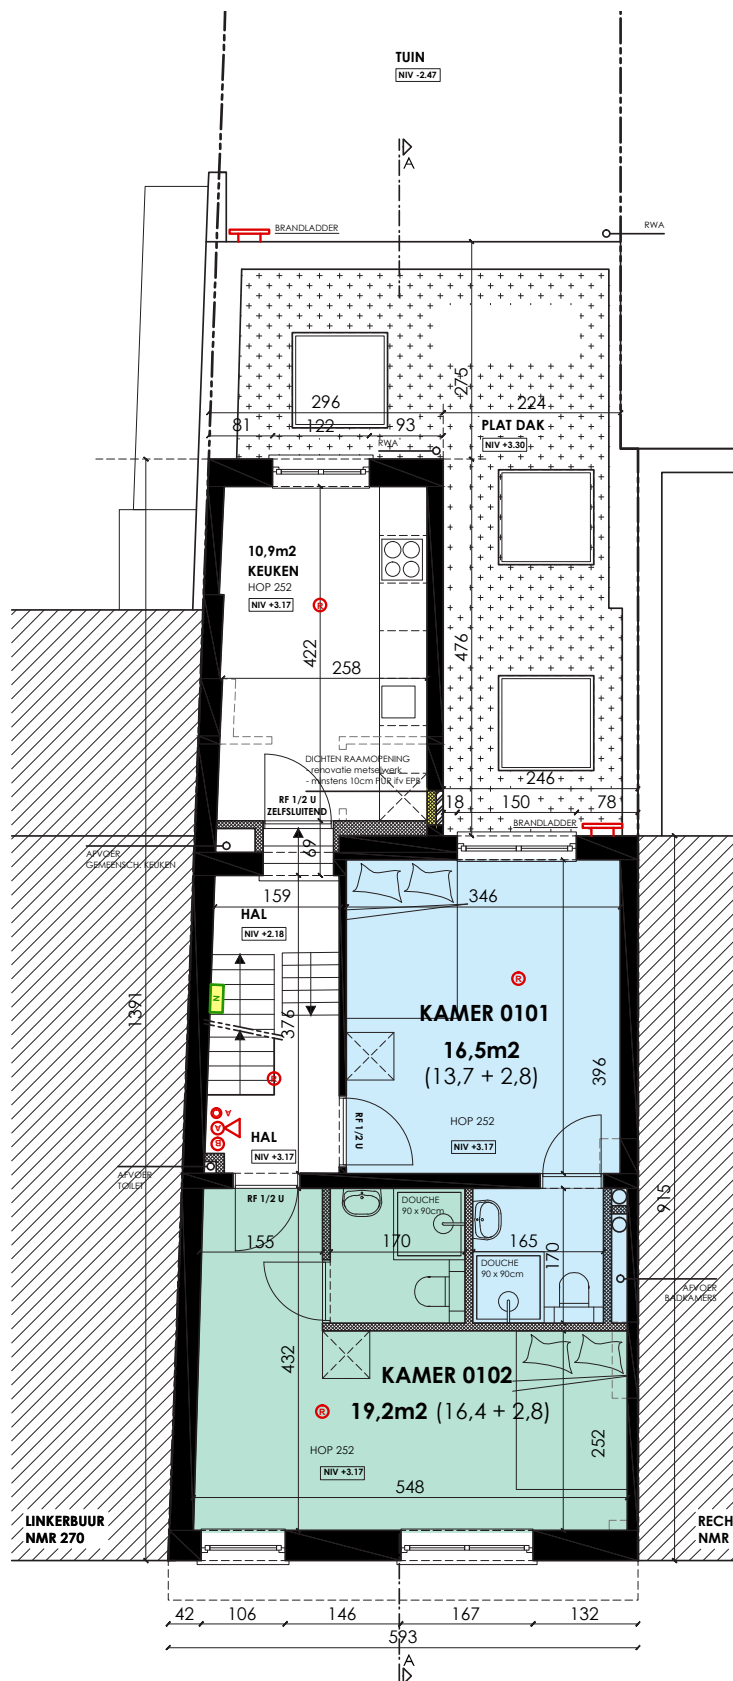 TUIN
NIV -2.47
A
BRANDLADDER
RWA
275
296
224
81
122
93
PLAT DAK
NIV +3.30
RWA
10,9m2
KEUKEN
HOP 252
NIV +3.17
R
422
476
258
DICHTEN RAAMOPENING
- renovatie metselwerk
- minstens 10cm PUR ifv EPB
246
RF 1/2 U
ZELFSLUITEND
18
150
78
BRANDLADDER
69
AFVOER
GEMEENSCH. KEUKEN
159
346
HAL
NIV +2.18
R
N
KAMER 0101
1391
376
16,5m2
(13,7 + 2,8)
396
R
A
A
B
HAL
RF 1/2 U
HOP 252
NIV +3.17
NIV +3.17
AFVOER
TOILET
RF 1/2 U
DOUCHE
90 x 90cm
915
155
170
165
170
DOUCHE
90 x 90cm
AFVOER
BADKAMERS
432
KAMER 0102
R
19,2m2 (16,4 + 2,8)
HOP 252
252
NIV +3.17
548
LINKERBUUR
NMR 270
RECH
NMR
42
106
146
167
132
593
A